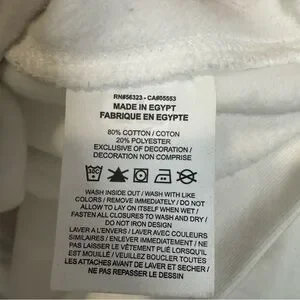 RN#56323 - CA#05553
MADE IN EGYPT
FABRIQUE EN EGYPTE
80% COTTON / COTON
20% POLYESTER
EXCLUSIVE OF DECORATION /
DECORATION NON COMPRISE
WASH INSIDE OUT / WASH WITH LIKE
COLORS / REMOVE IMMEDIATELY / DO NOT
ALLOW TO LAY ON ITSELF WHEN WET /
FASTEN ALL CLOSURES TO WASH AND DRY /
DO NOT IRON DESIGN
LAVER A L'ENVERS / LAVER AVEC COULEURS
SIMILAIRES / ENLEVER IMMEDIATEMENT / NE
PAS LAISSER LE VÊTEMENT PLIÉ LORSQU'IL
EST MOUILLÉ / VEUILLEZ BOUCLER TOUTES
LES ATTACHES AVANT DE LAVER ET SECHER /
NE PAS REPASSER LE DESSIN